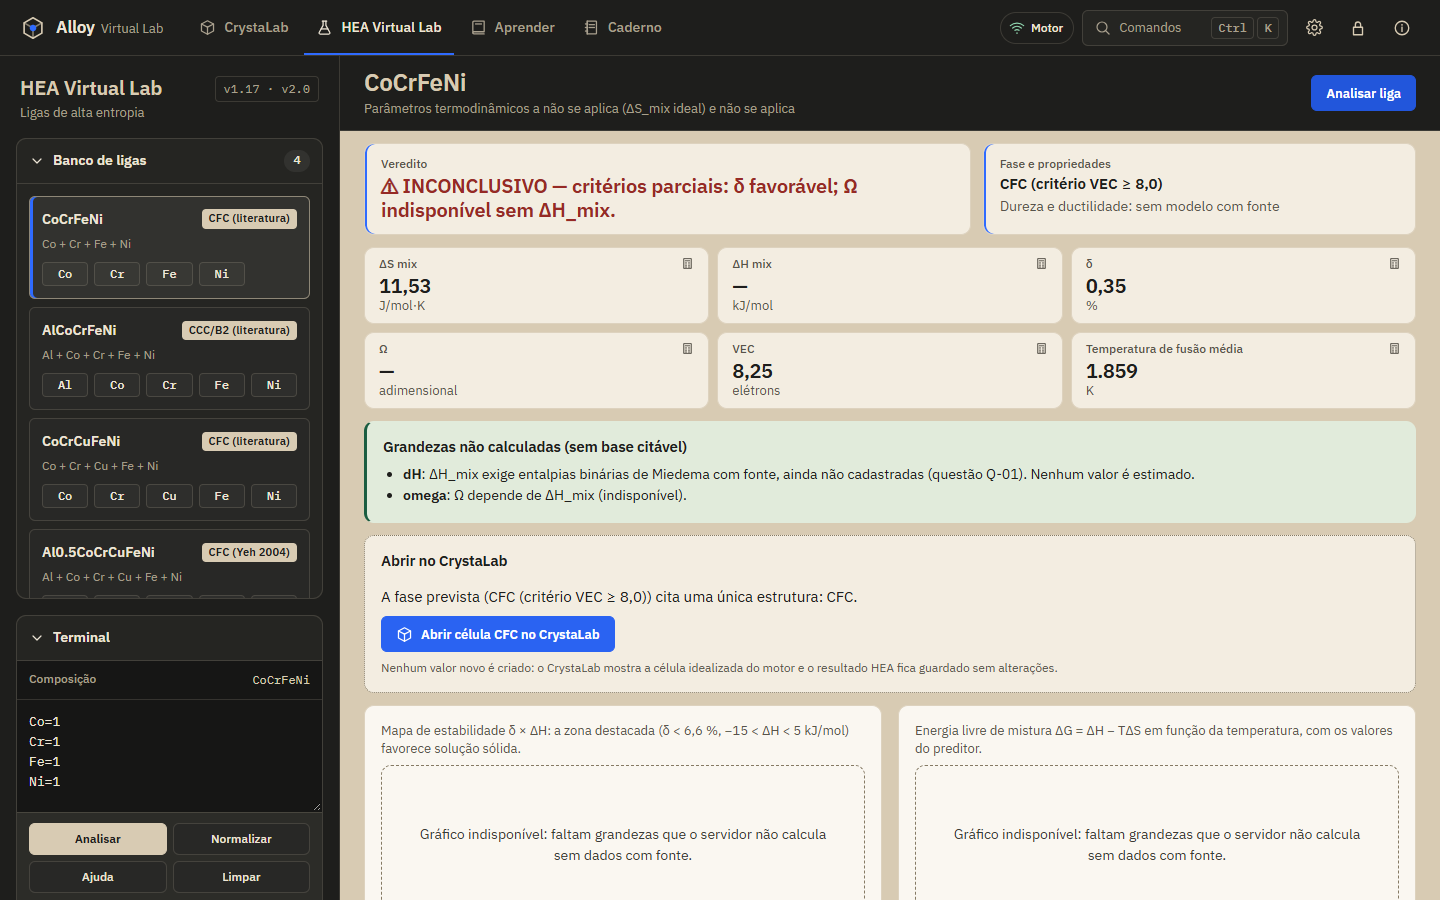 Alloy Virtual Lab
CrystaLab
HEA Virtual Lab
Aprender
Caderno
Motor
Comandos
Ctrl K
HEA Virtual Lab
v1.17 · v2.0
Ligas de alta entropia
Banco de ligas
4
CoCrFeNi
CFC (literatura)
Co + Cr + Fe + Ni
Co Cr Fe Ni
AlCoCrFeNi
CCC/B2 (literatura)
Al + Co + Cr + Fe + Ni
Al Co Cr Fe Ni
CoCrCuFeNi
CFC (literatura)
Co + Cr + Cu + Fe + Ni
Co Cr Cu Fe Ni
Al0.5CoCrCuFeNi
CFC (Yeh 2004)
Al + Co + Cr + Cu + Fe + Ni
Terminal
Composição
CoCrFeNi
Co=1
Cr=1
Fe=1
Ni=1
Analisar
Normalizar
Ajuda
Limpar
CoCrFeNi
Parâmetros termodinâmicos a não se aplica (ΔS_mix ideal) e não se aplica
Analisar liga
Veredito
⚠ INCONCLUSIVO — critérios parciais: δ favorável; Ω
indisponível sem ΔH_mix.
Fase e propriedades
CFC (critério VEC ≥ 8,0)
Dureza e ductilidade: sem modelo com fonte
ΔS mix
11,53
J/mol·K
ΔH mix
—
kJ/mol
δ
0,35
%
Ω
—
adimensional
VEC
8,25
elétrons
Temperatura de fusão média
1.859
K
Grandezas não calculadas (sem base citável)
• dH: ΔH_mix exige entalpias binárias de Miedema com fonte, ainda não cadastradas (questão Q-01). Nenhum valor é estimado.
• omega: Ω depende de ΔH_mix (indisponível).
Abrir no CrystaLab
A fase prevista (CFC (critério VEC ≥ 8,0)) cita uma única estrutura: CFC.
Abrir célula CFC no CrystaLab
Nenhum valor novo é criado: o CrystaLab mostra a célula idealizada do motor e o resultado HEA fica guardado sem alterações.
Mapa de estabilidade δ × ΔH: a zona destacada (δ < 6,6 %, −15 < ΔH < 5 kJ/mol)
favorece solução sólida.
Gráfico indisponível: faltam grandezas que o servidor não calcula
sem dados com fonte.
Energia livre de mistura ΔG = ΔH − TΔS em função da temperatura, com os valores
do preditor.
Gráfico indisponível: faltam grandezas que o servidor não calcula
sem dados com fonte.